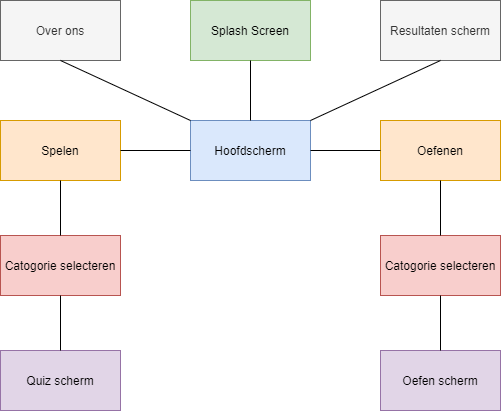 Over ons
Splash Screen
Resultaten scherm
Spelen
Hoofdscherm
Oefenen
Catogorie selecteren
Catogorie selecteren
Quiz scherm
Oefen scherm